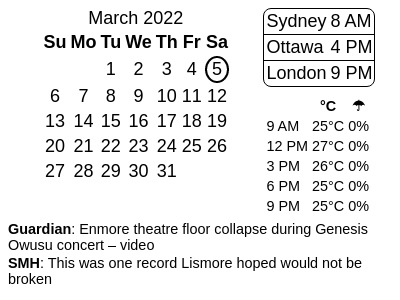 March 2022
Su Mo Tu We Th Fr Sa
1 2 3 4 5
6 7 8 9 10 11 12
13 14 15 16 17 18 19
20 21 22 23 24 25 26
27 28 29 30 31
Sydney 8 AM
Ottawa 4 PM
London 9 PM
°C ☂
9 AM 25°C 0%
12 PM 27°C 0%
3 PM 26°C 0%
6 PM 25°C 0%
9 PM 25°C 0%
Guardian: Enmore theatre floor collapse during Genesis
Owusu concert – video
SMH: This was one record Lismore hoped would not be
broken